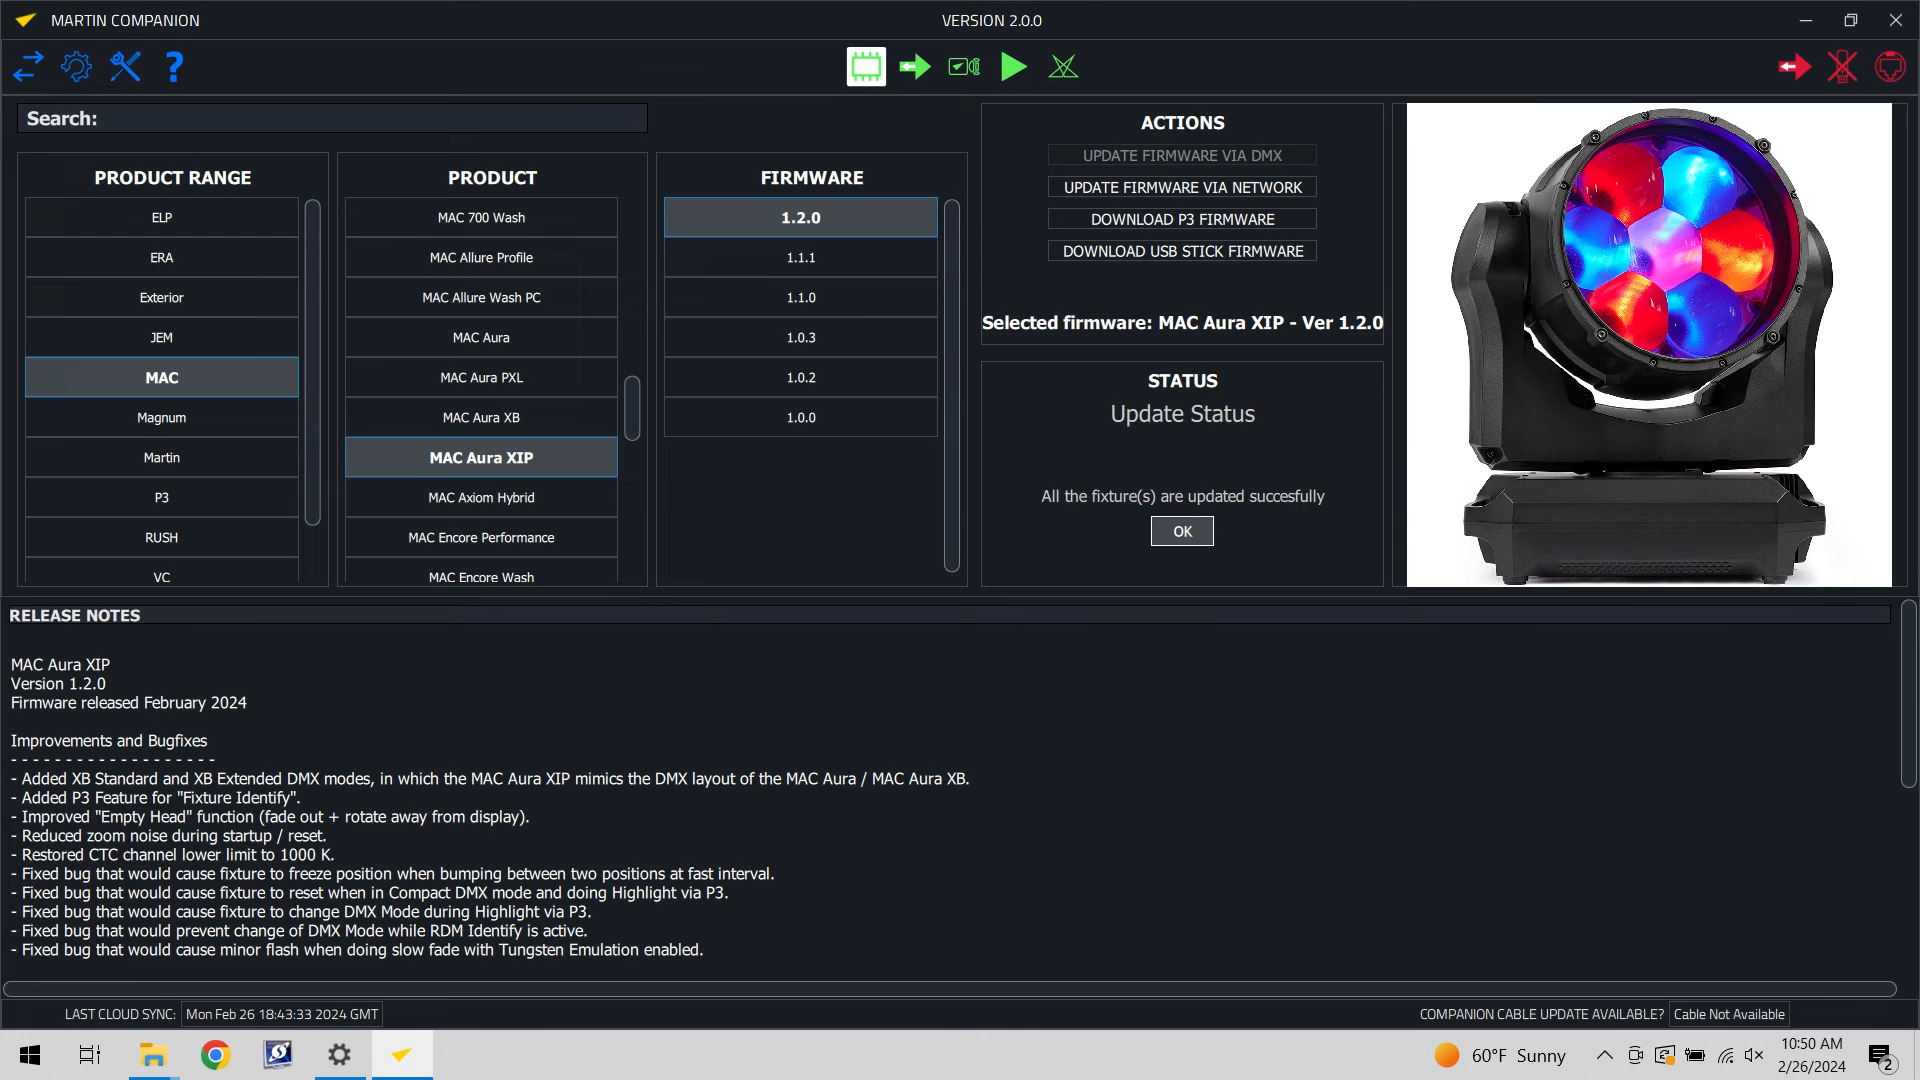 MARTIN COMPANION
VERSION 2.0.0
?
Search:
PRODUCT RANGE
ELP
ERA
Exterior
JEM
MAC
Magnum
Martin
P3
RUSH
VC
PRODUCT
MAC 700 Wash
MAC Allure Profile
MAC Allure Wash PC
MAC Aura
MAC Aura PXL
MAC Aura XB
MAC Aura XIP
MAC Axiom Hybrid
MAC Encore Performance
MAC Encore Wash
FIRMWARE
1.2.0
1.1.1
1.1.0
1.0.3
1.0.2
1.0.0
ACTIONS
UPDATE FIRMWARE VIA DMX
UPDATE FIRMWARE VIA NETWORK
DOWNLOAD P3 FIRMWARE
DOWNLOAD USB STICK FIRMWARE
Selected firmware: MAC Aura XIP - Ver 1.2.0
STATUS
Update Status
All the fixture(s) are updated succesfully
OK
RELEASE NOTES
MAC Aura XIP
Version 1.2.0
Firmware released February 2024
Improvements and Bugfixes
- - - - - - - - - - - - - - - - - - -
- Added XB Standard and XB Extended DMX modes, in which the MAC Aura XIP mimics the DMX layout of the MAC Aura / MAC Aura XB.
- Added P3 Feature for "Fixture Identify".
- Improved "Empty Head" function (fade out + rotate away from display).
- Reduced zoom noise during startup / reset.
- Restored CTC channel lower limit to 1000 K.
- Fixed bug that would cause fixture to freeze position when bumping between two positions at fast interval.
- Fixed bug that would cause fixture to reset when in Compact DMX mode and doing Highlight via P3.
- Fixed bug that would cause fixture to change DMX Mode during Highlight via P3.
- Fixed bug that would prevent change of DMX Mode while RDM Identify is active.
- Fixed bug that would cause minor flash when doing slow fade with Tungsten Emulation enabled.
LAST CLOUD SYNC: Mon Feb 26 18:43:33 2024 GMT
COMPANION CABLE UPDATE AVAILABLE? Cable Not Available
60°F Sunny
10:50 AM
2/26/2024
2